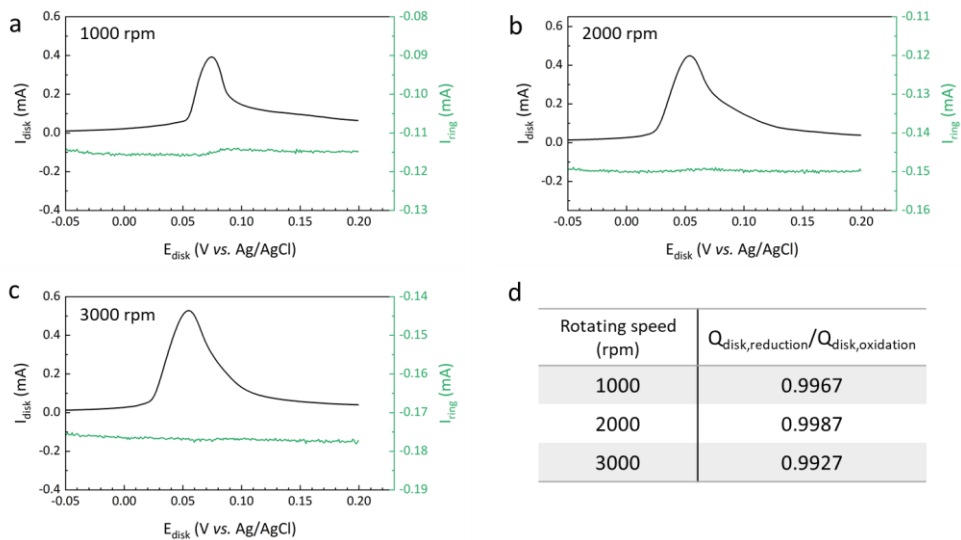 a
1000 rpm
0.6
0.4
0.2
0.0
-0.2
-0.4
I_disk (mA)
-0.08
-0.09
-0.10
-0.11
-0.12
-0.13
I_ring (mA)
-0.05 0.00 0.05 0.10 0.15 0.20
E_disk (V vs. Ag/AgCl)
b
2000 rpm
0.6
0.4
0.2
0.0
-0.2
I_disk (mA)
-0.11
-0.12
-0.13
-0.14
-0.15
-0.16
I_ring (mA)
-0.05 0.00 0.05 0.10 0.15 0.20
E_disk (V vs. Ag/AgCl)
c
3000 rpm
0.6
0.4
0.2
0.0
-0.2
-0.4
I_disk (mA)
-0.14
-0.15
-0.16
-0.17
-0.18
-0.19
I_ring (mA)
-0.05 0.00 0.05 0.10 0.15 0.20
E_disk (V vs. Ag/AgCl)
d
Rotating speed
(rpm)
Q_disk,reduction/Q_disk,oxidation
1000 0.9967
2000 0.9987
3000 0.9927